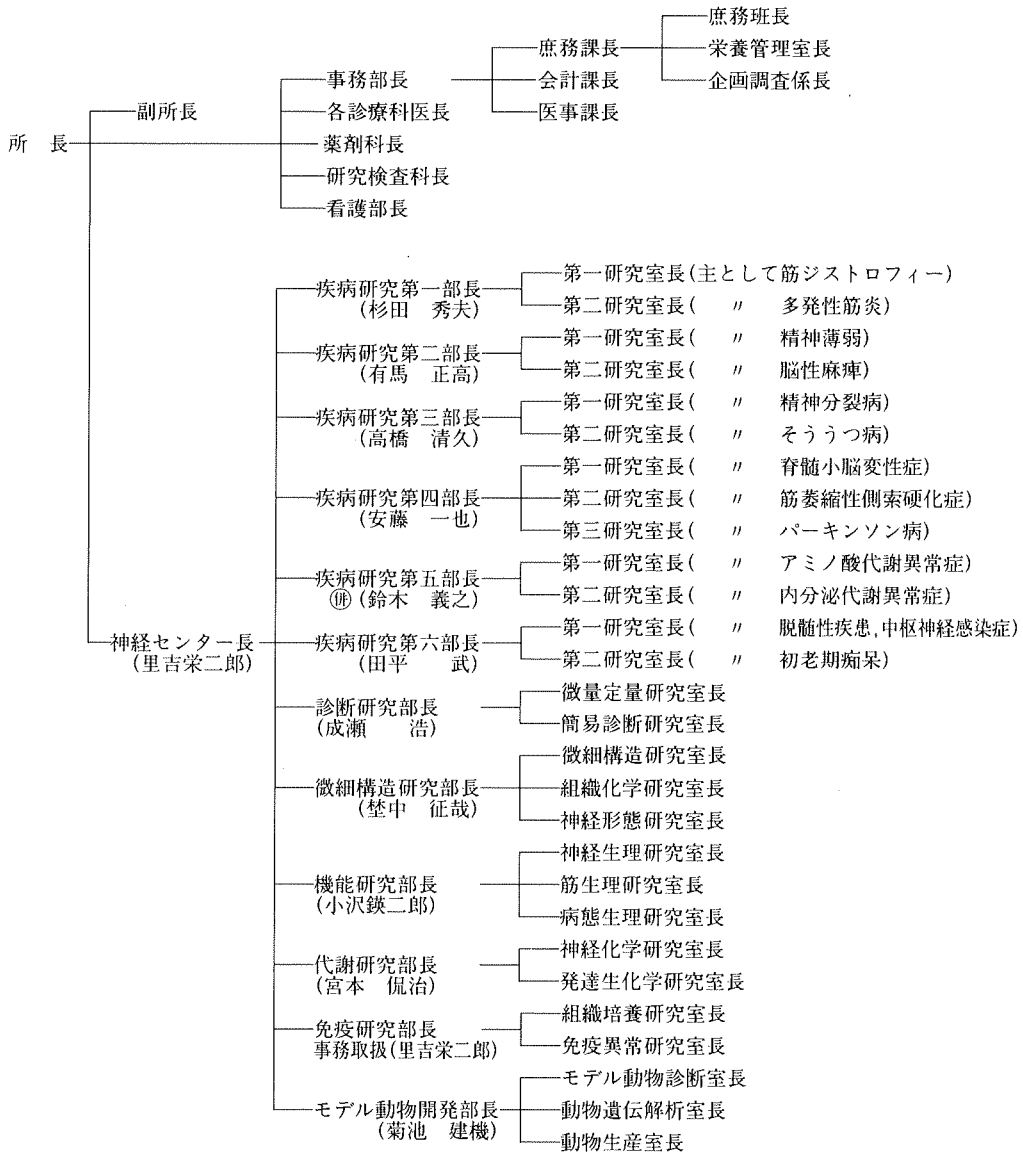 庶務班長
庶務課長
栄養管理室長
事務部長
会計課長
企画調査係長
副所長
各診療科医長
医事課長
所 長
薬剤科長
研究検査科長
看護部長
第一研究室長(主として筋ジストロフィー)
疾病研究第一部長
(杉田 秀夫)
第二研究室長( 〃 多発性筋炎)
第一研究室長( 〃 精神薄弱)
疾病研究第二部長
(有馬 正高)
第二研究室長( 〃 脳性麻痺)
第一研究室長( 〃 精神分裂病)
疾病研究第三部長
(高橋 清久)
第二研究室長( 〃 そううつ病)
第一研究室長( 〃 脊髄小脳変性症)
疾病研究第四部長
(安藤 一也)
第二研究室長( 〃 筋萎縮性側索硬化症)
第三研究室長( 〃 パーキンソン病)
第一研究室長( 〃 アミノ酸代謝異常症)
疾病研究第五部長
㊝(鈴木 義之)
第二研究室長( 〃 内分泌代謝異常症)
神経センター長
(里吉栄二郎)
第一研究室長( 〃 脱髄性疾患,中枢神経感染症)
疾病研究第六部長
(田平 武)
第二研究室長( 〃 初老期痴呆)
微量定量研究室長
診断研究部長
(成瀬 浩)
簡易診断研究室長
微細構造研究室長
微細構造研究部長
(埜中 征哉)
組織化学研究室長
神経形態研究室長
神経生理研究室長
機能研究部長
(小沢鍈二郎)
筋生理研究室長
病態生理研究室長
神経化学研究室長
代謝研究部長
(宮本 侃治)
発達生化学研究室長
組織培養研究室長
免疫研究部長
事務取扱(里吉栄二郎)
免疫異常研究室長
モデル動物診断室長
モデル動物開発部長
(菊池 建機)
動物遺伝解析室長
動物生産室長